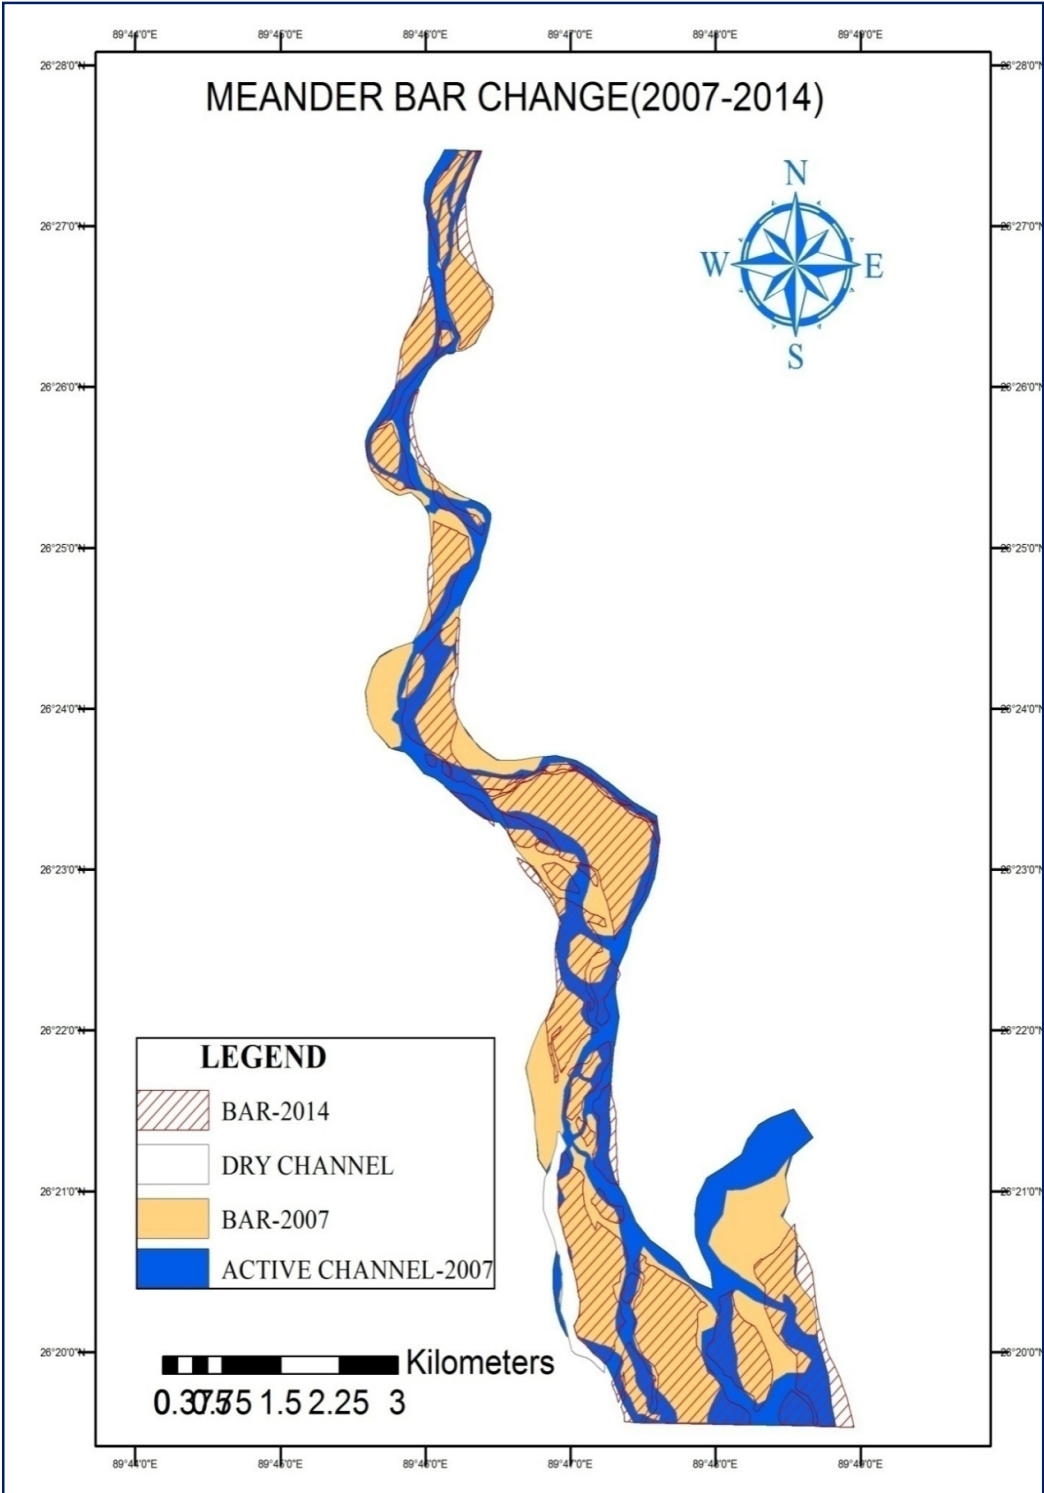 89°44'0"E 89°45'0"E 89°46'0"E 89°47'0"E 89°48'0"E 89°49'0"E
26°28'0"N 26°28'0"N
MEANDER BAR CHANGE(2007-2014)
N
26°27'0"N 26°27'0"N
W E
S
26°26'0"N 26°26'0"N
26°25'0"N 26°25'0"N
26°24'0"N 26°24'0"N
26°23'0"N 26°23'0"N
26°22'0"N 26°22'0"N
LEGEND
BAR-2014
DRY CHANNEL
26°21'0"N 26°21'0"N
BAR-2007
ACTIVE CHANNEL-2007
26°20'0"N 26°20'0"N
Kilometers
0 0.375 0.75 1.5 2.25 3
89°44'0"E 89°45'0"E 89°46'0"E 89°47'0"E 89°48'0"E 89°49'0"E